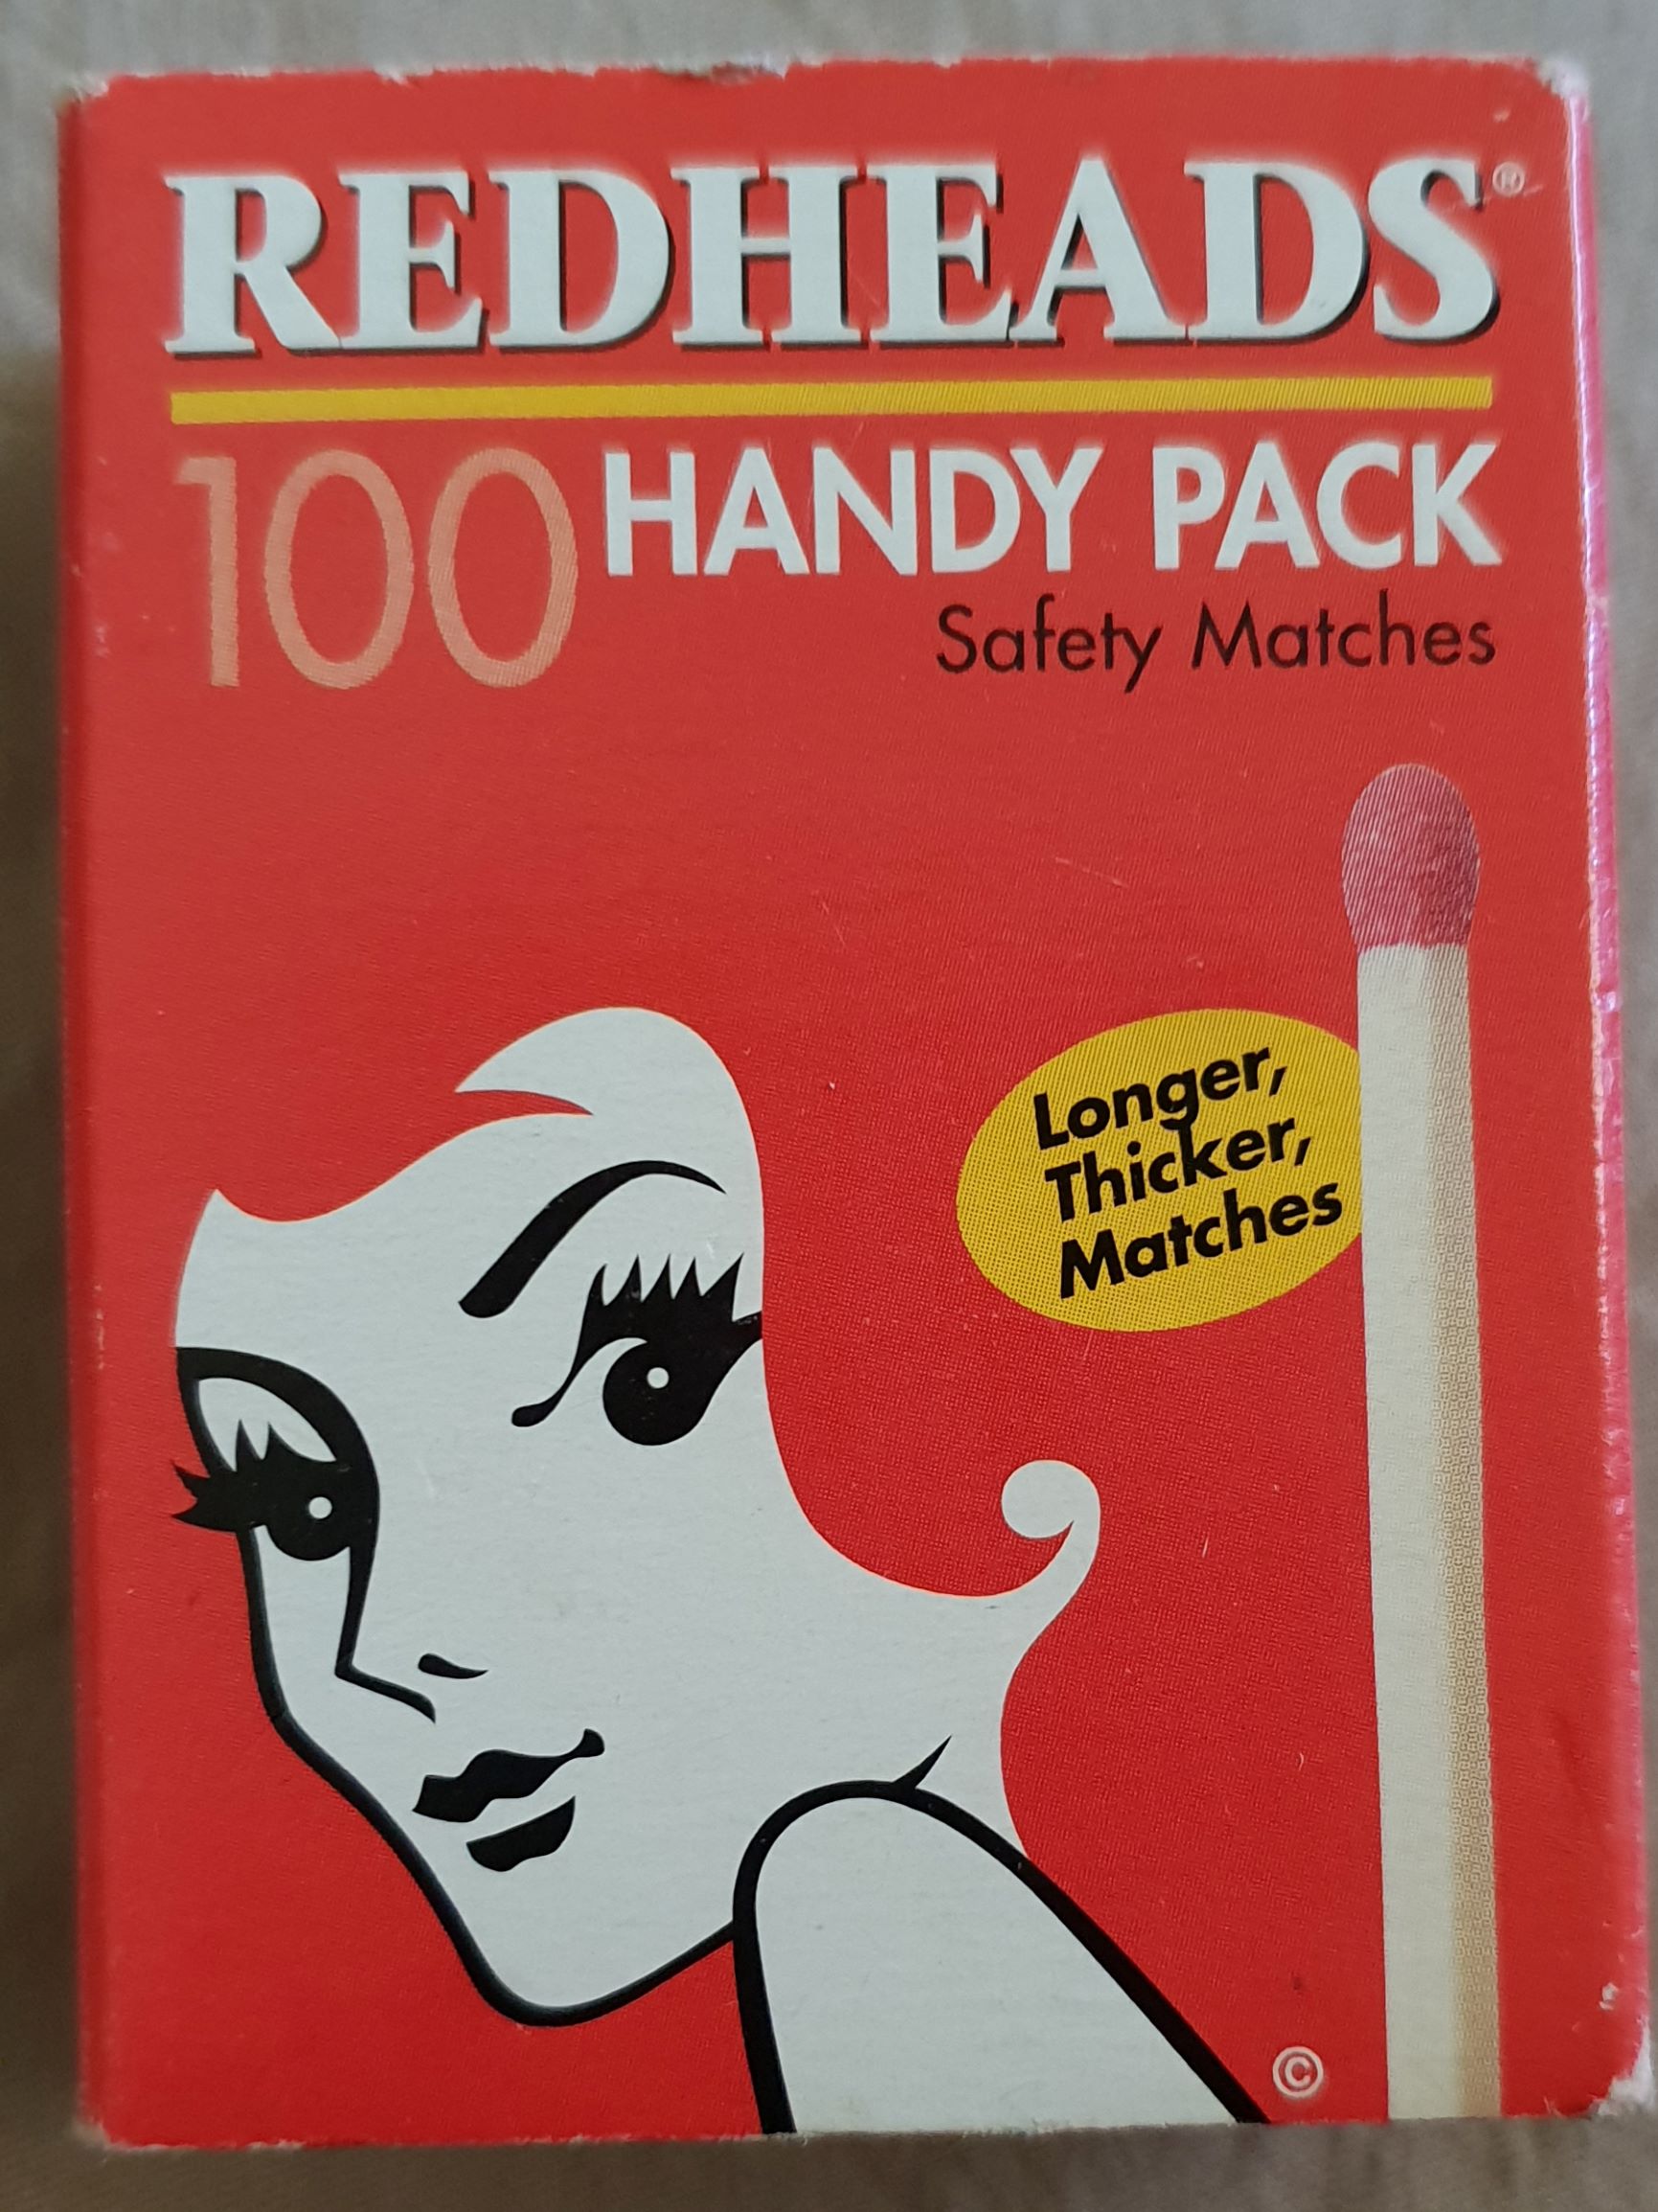 REDHEADS®
100 HANDY PACK
Safety Matches
Longer,
Thicker,
Matches
©